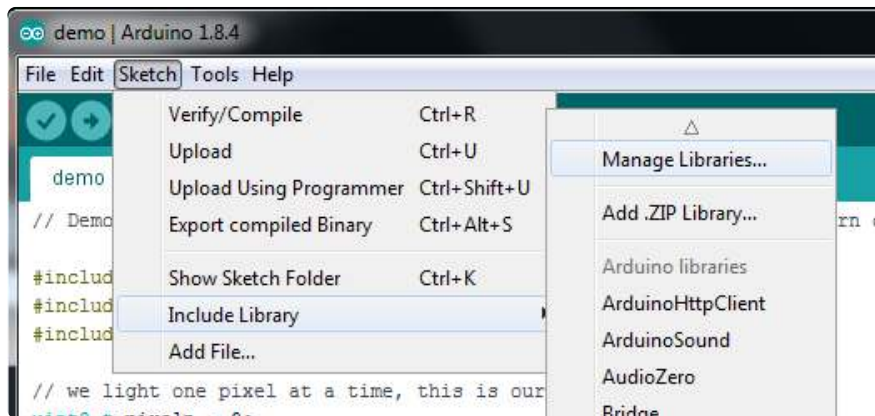 demo | Arduino 1.8.4
File Edit Sketch Tools Help
Verify/Compile Ctrl+R
Upload Ctrl+U
Upload Using Programmer Ctrl+Shift+U
Export compiled Binary Ctrl+Alt+S
Show Sketch Folder Ctrl+K
Include Library
Add File...
Manage Libraries...
Add .ZIP Library...
Arduino libraries
ArduinoHttpClient
ArduinoSound
AudioZero
Bridge
demo
// Demo
rn
#includ
#includ
#includ
// we light one pixel at a time, this is our